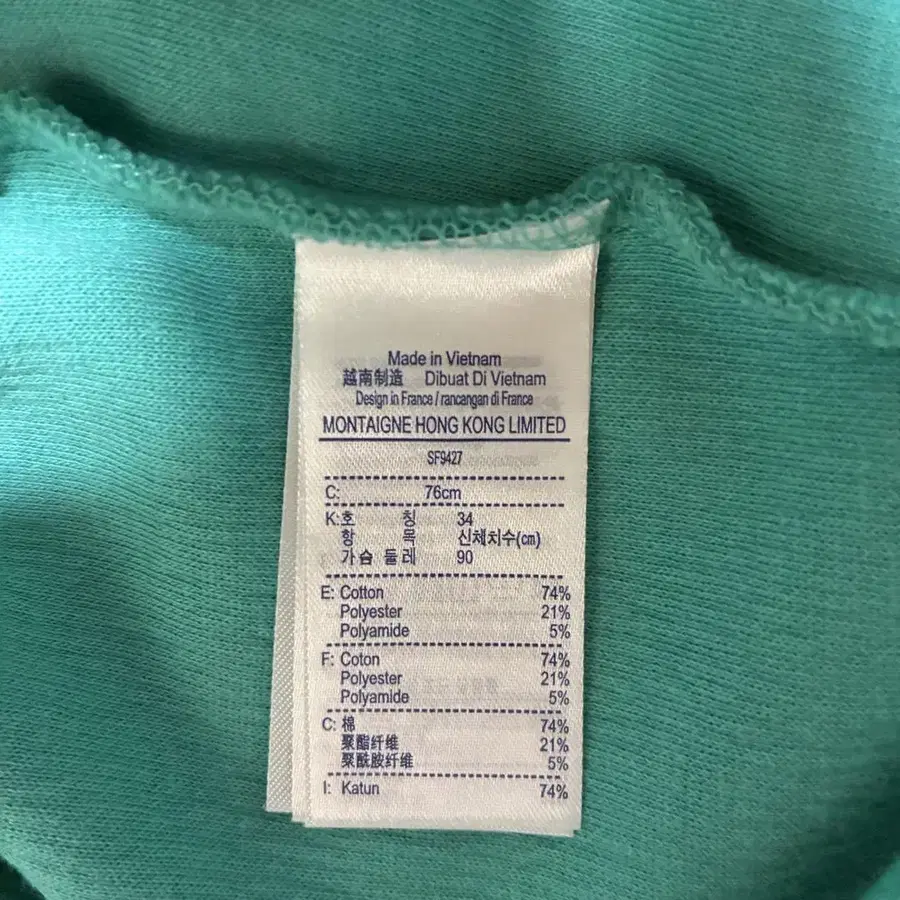 Made in Vietnam
越南制造 Dibuat Di Vietnam
Design in France / rancangan di France
MONTAIGNE HONG KONG LIMITED
SF9427
C: 76cm
K:호 칭 34
항 목 신체치수(cm)
가슴 둘레 90
E: Cotton 74%
Polyester 21%
Polyamide 5%
F: Coton 74%
Polyester 21%
Polyamide 5%
C: 棉 74%
聚酯纤维 21%
聚酰胺纤维 5%
I: Katun 74%